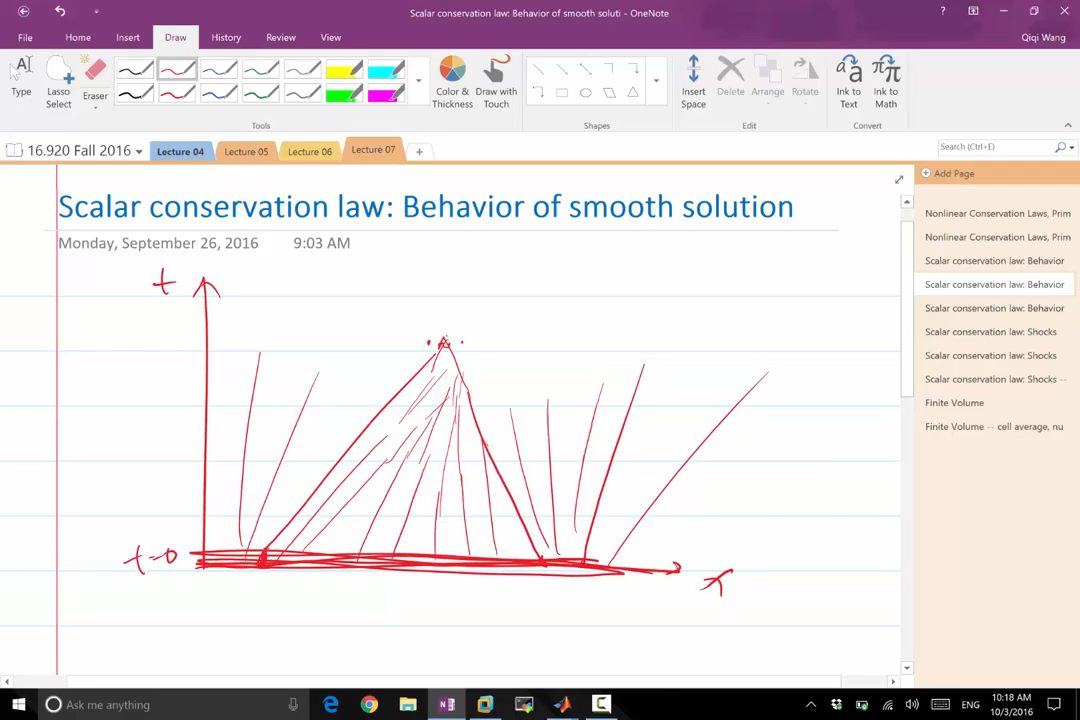 Scalar conservation law: Behavior of smooth soluti - OneNote
?
File
Home
Insert
Draw
History
Review
View
Qiqi Wang
Type
Lasso Select
Eraser
Color & Thickness
Draw with Touch
Insert Space
Delete
Arrange
Rotate
Ink to Text
Ink to Math
Tools
Shapes
Edit
Convert
16.920 Fall 2016
Lecture 04
Lecture 05
Lecture 06
Lecture 07
Search (Ctrl+E)
Add Page
Scalar conservation law: Behavior of smooth solution
Monday, September 26, 2016 9:03 AM
Nonlinear Conservation Laws, Prim
Nonlinear Conservation Laws, Prim
Scalar conservation law: Behavior
Scalar conservation law: Behavior
Scalar conservation law: Behavior
Scalar conservation law: Shocks
Scalar conservation law: Shocks
Scalar conservation law: Shocks --
Finite Volume
Finite Volume -- cell average, nu
t
t=0
x
Ask me anything
ENG
10:18 AM
10/3/2016